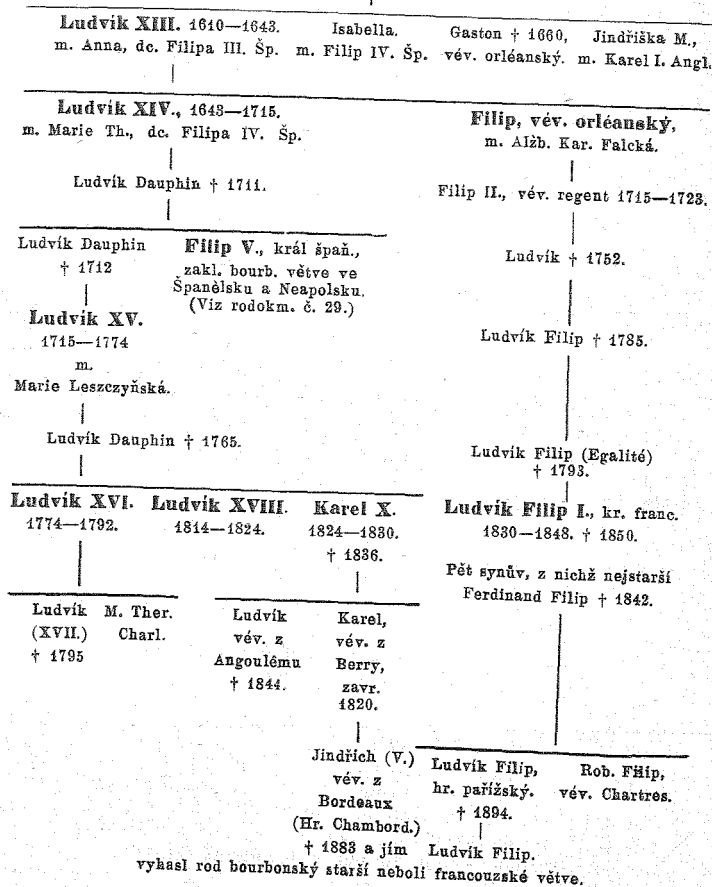 Ludvík XIII. 1610—1643. Isabella. Gaston † 1660, Jindřiška M.,
m. Anna, dc. Filipa III. Šp. m. Filip IV. Šp. vév. orléanský. m. Karel I. Angl.
Ludvík XIV., 1643—1715.
m. Marie Th., dc. Filipa IV. Šp.
Filip, vév. orléanský,
m. Alžb. Kar. Falcká.
Ludvík Dauphin † 1711.
Filip II., vév. regent 1715—1723.
Ludvík Dauphin
† 1712
Filip V., král špaň.,
zakl. bourb. větve ve
Španělsku a Neapolsku.
(Viz rodokm. č. 29.)
Ludvík † 1752.
Ludvík XV.
1715—1774
m.
Marie Leszczyńská.
Ludvík Filip † 1785.
Ludvík Dauphin † 1765.
Ludvík Filip (Egalité)
† 1793.
Ludvík XVI. Ludvík XVIII. Karel X.
1774—1792. 1814—1824. 1824—1830.
† 1836.
Ludvík Filip I., kr. franc.
1830—1848. † 1850.
Pět synův, z nichž nejstarší
Ferdinand Filip † 1842.
Ludvík
(XVII.)
† 1795
M. Ther.
Charl.
Ludvík
vév. z
Angoulêmu
† 1844.
Karel,
vév. z
Berry,
zavr.
1820.
Jindřich (V.)
vév. z
Bordeaux
(Hr. Chambord.)
† 1883 a jím
Ludvík Filip,
hr. pařížský.
† 1894.
Rob. Filip,
vév. Chartres.
Ludvík Filip.
vyhasl rod bourbonský starší neboli francouzské větve.